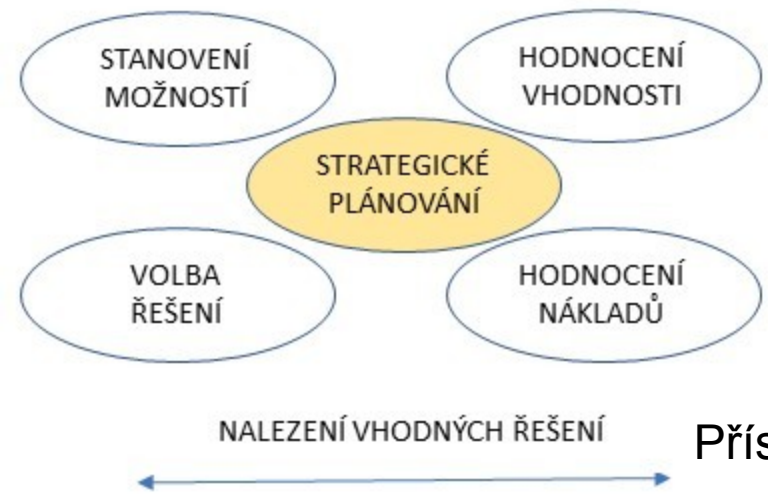 STANOVENÍ
MOŽNOSTÍ
HODNOCENÍ
VHODNOSTI
STRATEGICKÉ
PLÁNOVÁNÍ
VOLBA
ŘEŠENÍ
HODNOCENÍ
NÁKLADŮ
NALEZENÍ VHODNÝCH ŘEŠENÍ